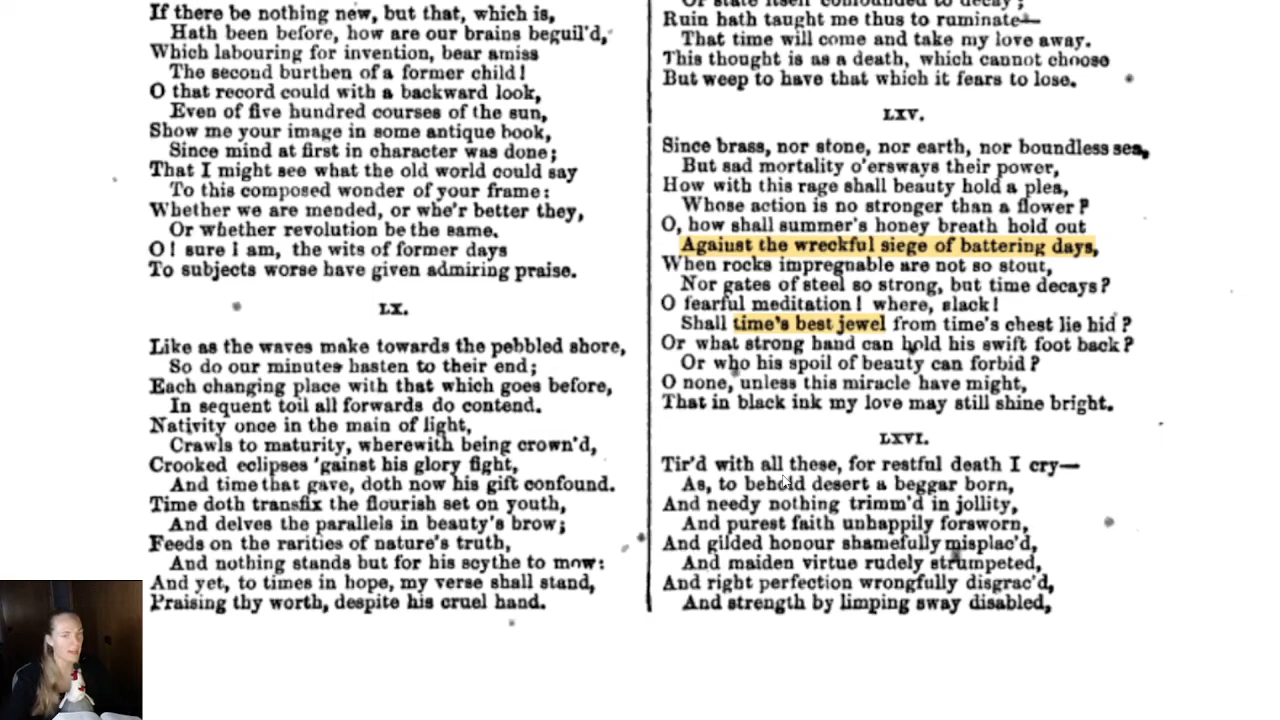 If there be nothing new, but that, which is,
Hath been before, how are our brains beguil'd,
Which labouring for invention, bear amiss
The second burthen of a former child!
O that record could with a backward look,
Even of five hundred courses of the sun,
Show me your image in some antique book,
Since mind at first in character was done;
That I might see what the old world could say
To this composed wonder of your frame:
Whether we are mended, or whe'r better they,
Or whether revolution be the same.
O! sure I am, the wits of former days
To subjects worse have given admiring praise.
LX.
Like as the waves make towards the pebbled shore,
So do our minutes hasten to their end;
Each changing place with that which goes before,
In sequent toil all forwards do contend.
Nativity once in the main of light,
Crawls to maturity, wherewith being crown'd,
Crooked eclipses 'gainst his glory fight,
And time that gave, doth now his gift confound.
Time doth transfix the flourish set on youth,
And delves the parallels in beauty's brow;
Feeds on the rarities of nature's truth,
And nothing stands but for his scythe to mow:
And yet, to times in hope, my verse shall stand,
Praising thy worth, despite his cruel hand.
Or state itself confounded to decay;
Ruin hath taught me thus to ruminate—
That time will come and take my love away.
This thought is as a death, which cannot choose
But weep to have that which it fears to lose.
LXV.
Since brass, nor stone, nor earth, nor boundless sea,
But sad mortality o'ersways their power,
How with this rage shall beauty hold a plea,
Whose action is no stronger than a flower?
O, how shall summer's honey breath hold out
Against the wreckful siege of battering days,
When rocks impregnable are not so stout,
Nor gates of steel so strong, but time decays?
O fearful meditation! where, alack!
Shall time's best jewel from time's chest lie hid?
Or what strong hand can hold his swift foot back?
Or who his spoil of beauty can forbid?
O none, unless this miracle have might,
That in black ink my love may still shine bright.
LXVI.
Tir'd with all these, for restful death I cry—
As, to behold desert a beggar born,
And needy nothing trimm'd in jollity,
And purest faith unhappily forsworn,
And gilded honour shamefully misplac'd,
And maiden virtue rudely strumpeted,
And right perfection wrongfully disgrac'd,
And strength by limping sway disabled,